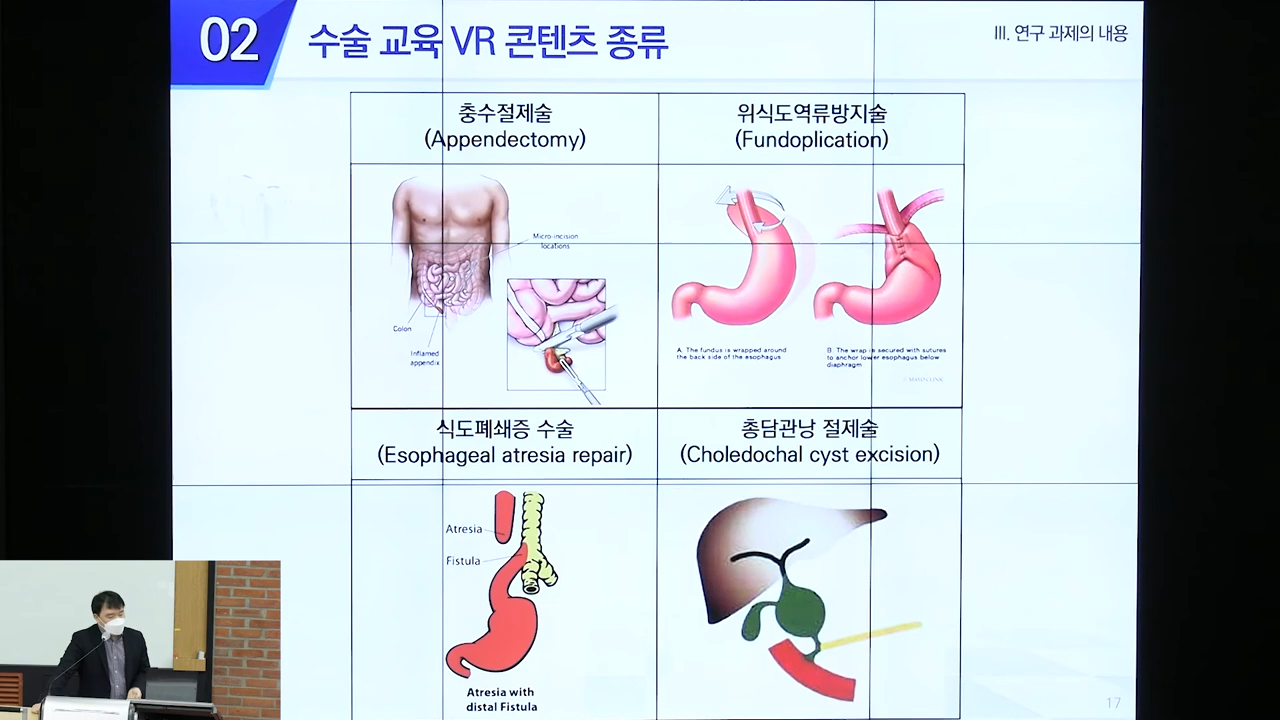 02
수술 교육 VR 콘텐츠 종류
III. 연구 과제의 내용
충수절제술
(Appendectomy)
위식도역류방지술
(Fundoplication)
Micro-incision
locations
Colon
Inflamed
appendix
A. The fundus is wrapped around
the back side of the esophagus
B. The wrap is secured with sutures
to anchor lower esophagus below
diaphragm
© MAYO CLINIC
식도폐쇄증 수술
(Esophageal atresia repair)
총담관낭 절제술
(Choledochal cyst excision)
Atresia
Fistula
Atresia with
distal Fistula
17